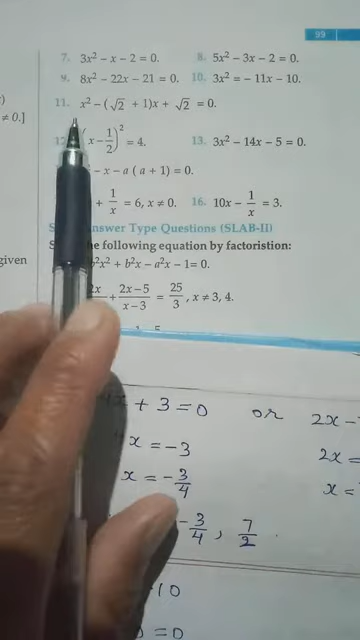 99
7. 3x² − x − 2 = 0. 8. 5x² − 3x − 2 = 0.
9. 8x² − 22x − 21 = 0. 10. 3x² = − 11x − 10.
11. x² − (√2 + 1)x + √2 = 0.
≠ 0.]
(x − 1/2)² = 4. 13. 3x² − 14x − 5 = 0.
− x − a (a + 1) = 0.
+ 1/x = 6, x ≠ 0. 16. 10x − 1/x = 3.
Answer Type Questions (SLAB-II)
the following equation by factoristion:
given
x² + b²x − a²x − 1 = 0.
+ (2x − 5)/(x − 3) = 25/3, x ≠ 3, 4.
x + 3 = 0 or 2x −
x = −3 2x =
x = −3/4 x =
−3/4, 7/2
10
= 0